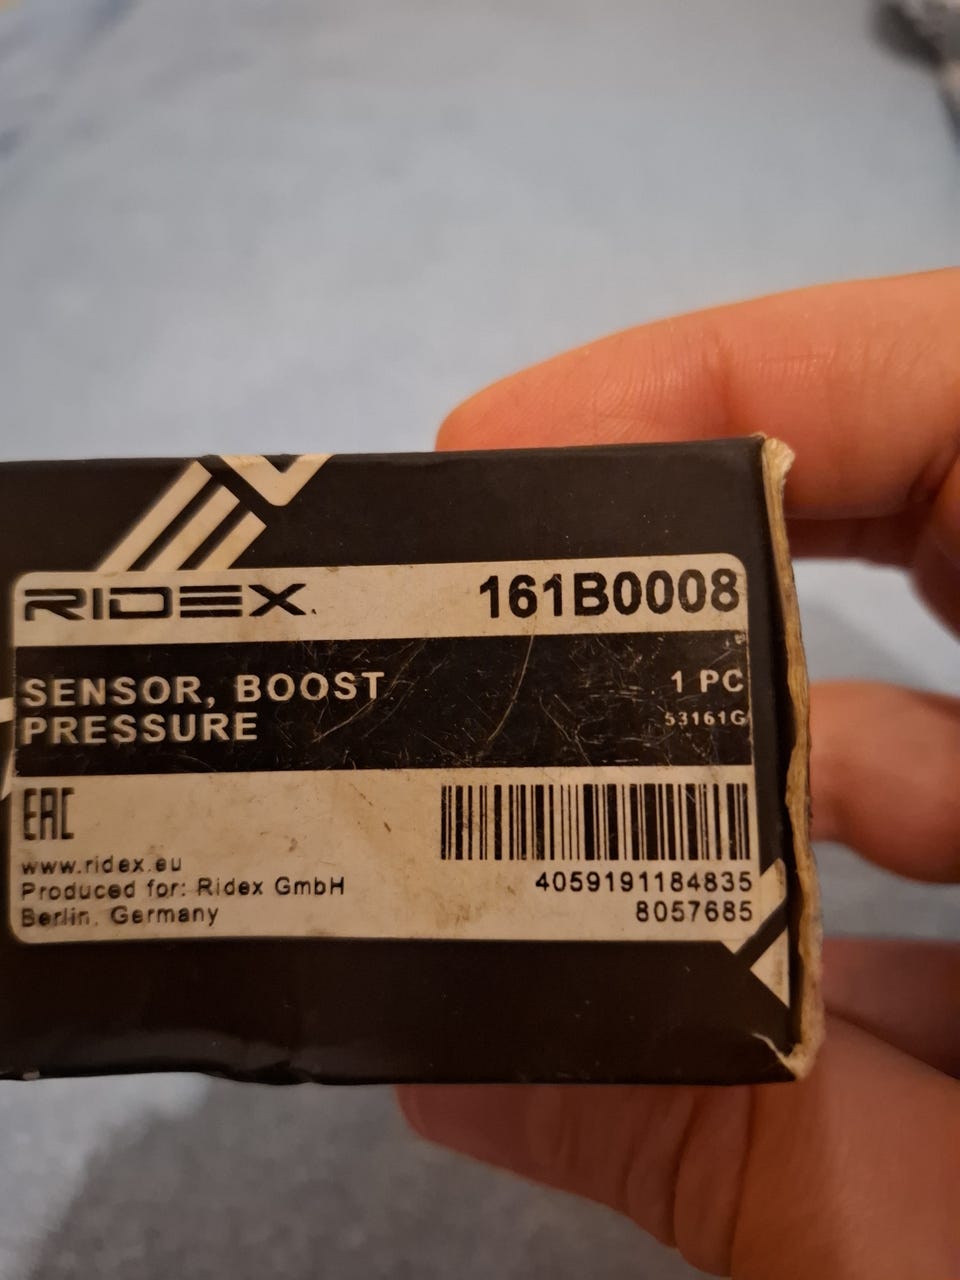 RIDEX. 161B0008
SENSOR, BOOST
PRESSURE
1 PC
53161G
EAC
www.ridex.eu
Produced for: Ridex GmbH
Berlin, Germany
4059191184835
8057685